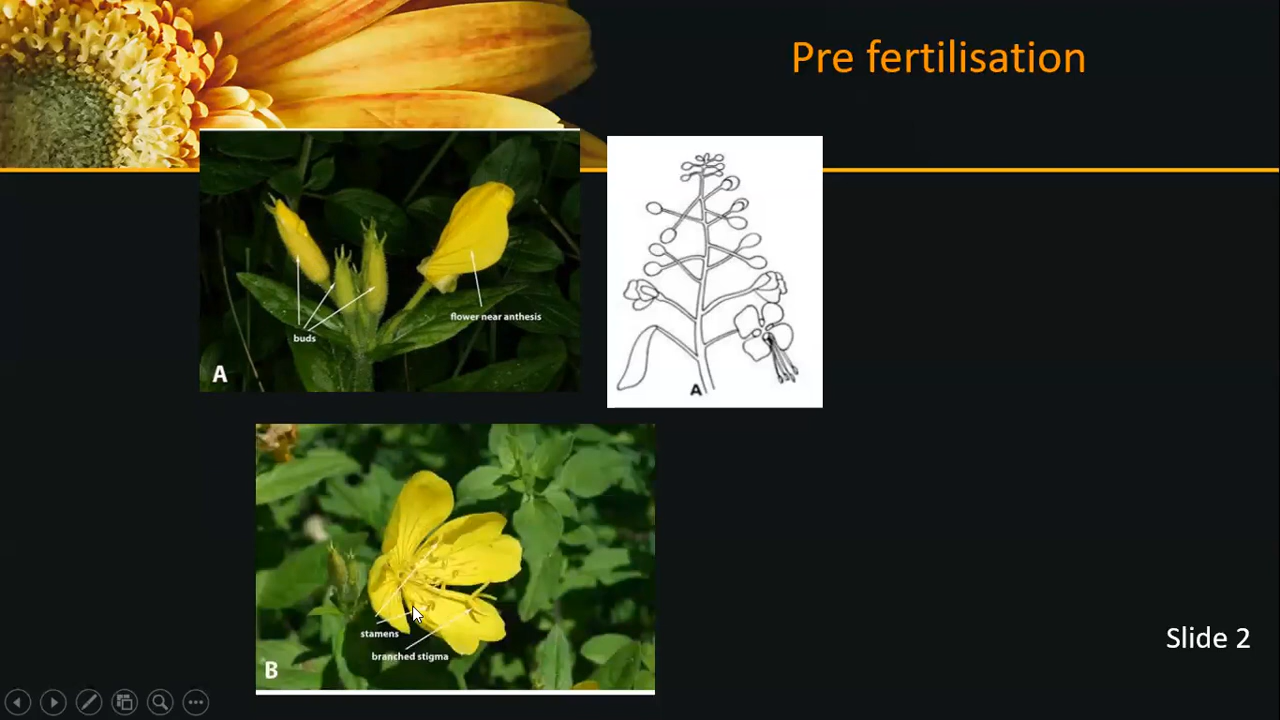 Pre fertilisation
flower near anthesis
buds
A
A
stamens
branched stigma
B
Slide 2